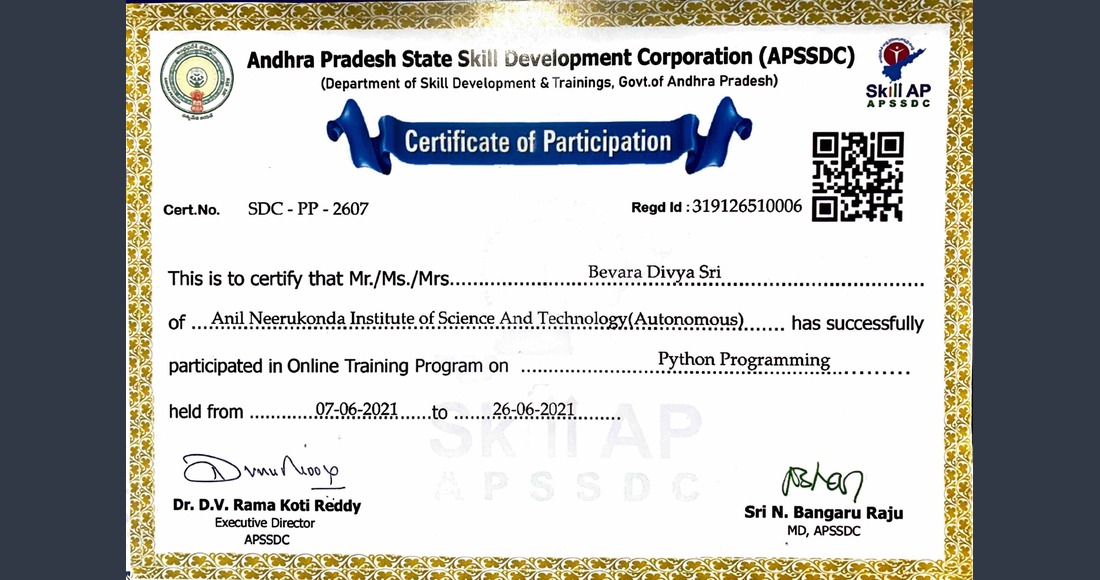 Andhra Pradesh State Skill Development Corporation (APSSDC)
(Department of Skill Development & Trainings, Govt.of Andhra Pradesh)
Skill AP
APSSDC
Certificate of Participation
Cert.No. SDC - PP - 2607
Regd Id : 319126510006
This is to certify that Mr./Ms./Mrs. Bevara Divya Sri
of Anil Neerukonda Institute of Science And Technology(Autonomous) has successfully
participated in Online Training Program on Python Programming
held from 07-06-2021 to 26-06-2021
Skill AP
APSSDC
Dr. D.V. Rama Koti Reddy
Executive Director
APSSDC
Sri N. Bangaru Raju
MD, APSSDC